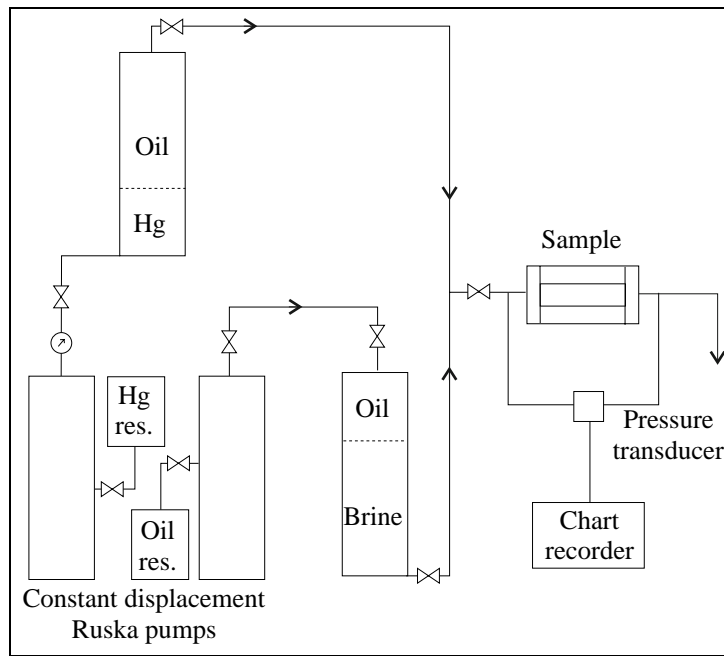 Oil
Hg
Sample
Hg
res.
Oil
Brine
Oil
res.
Pressure
transducer
Chart
recorder
Constant displacement
Ruska pumps